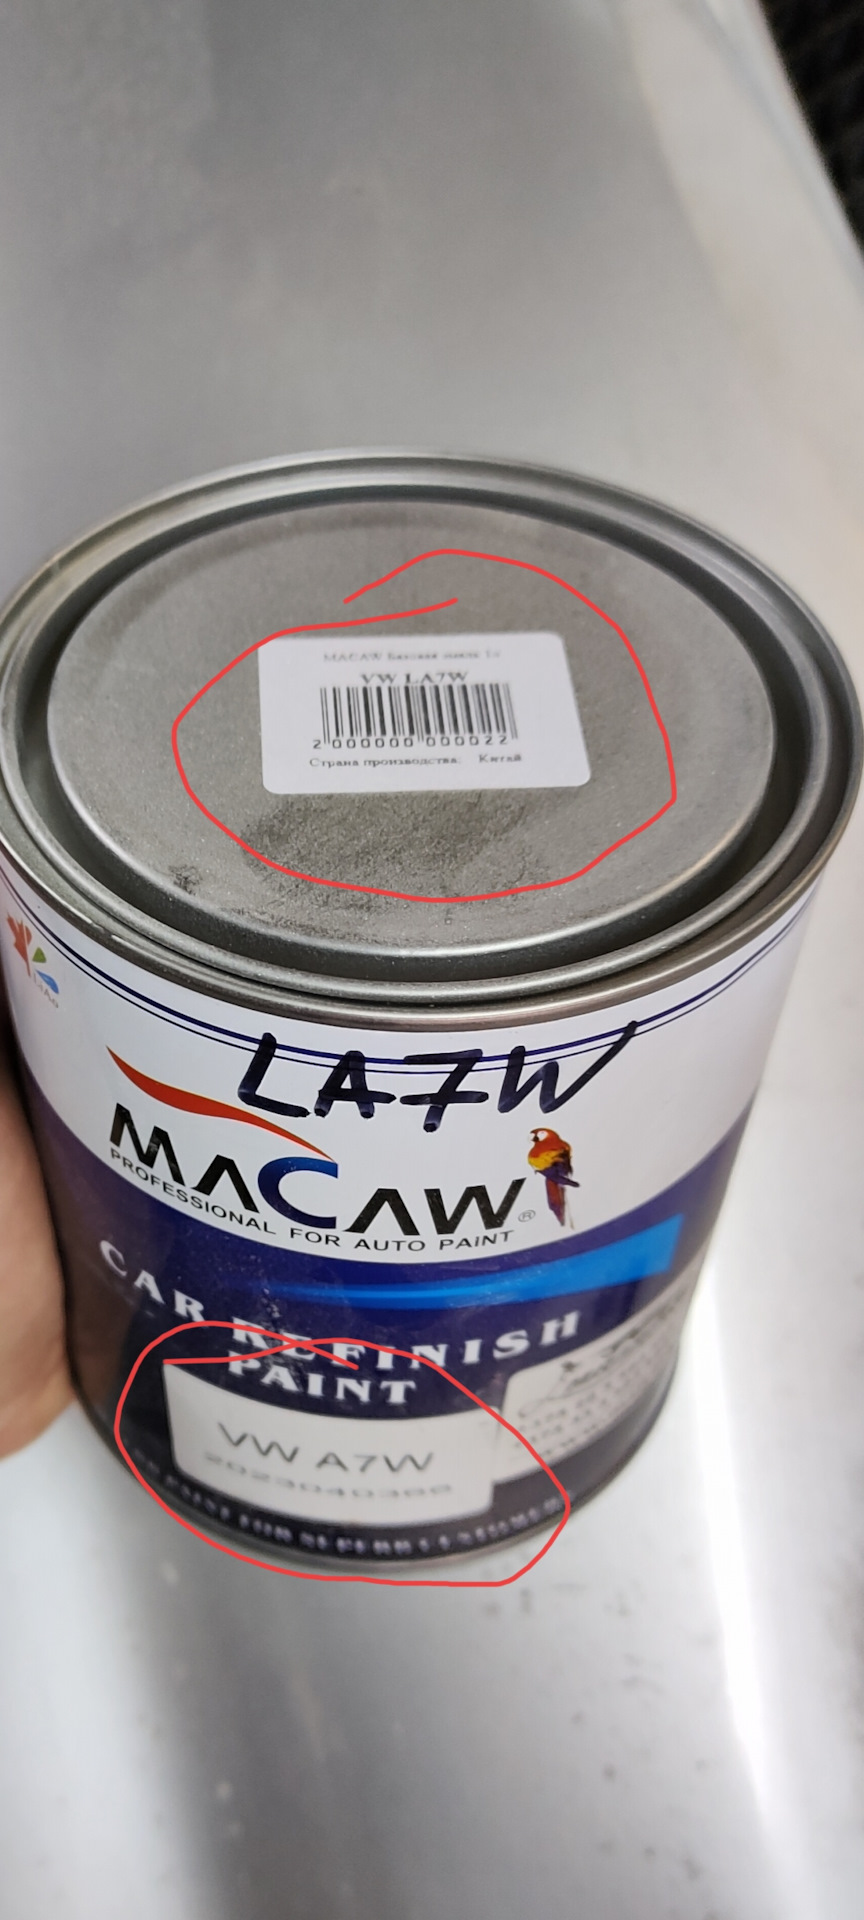 MACAW Базовая эмаль 1л
VW LA7W
2 000000 000022
Страна производства: Китай
LA7W
MACAW®
PROFESSIONAL FOR AUTO PAINT
CAR REFINISH
PAINT
VW A7W